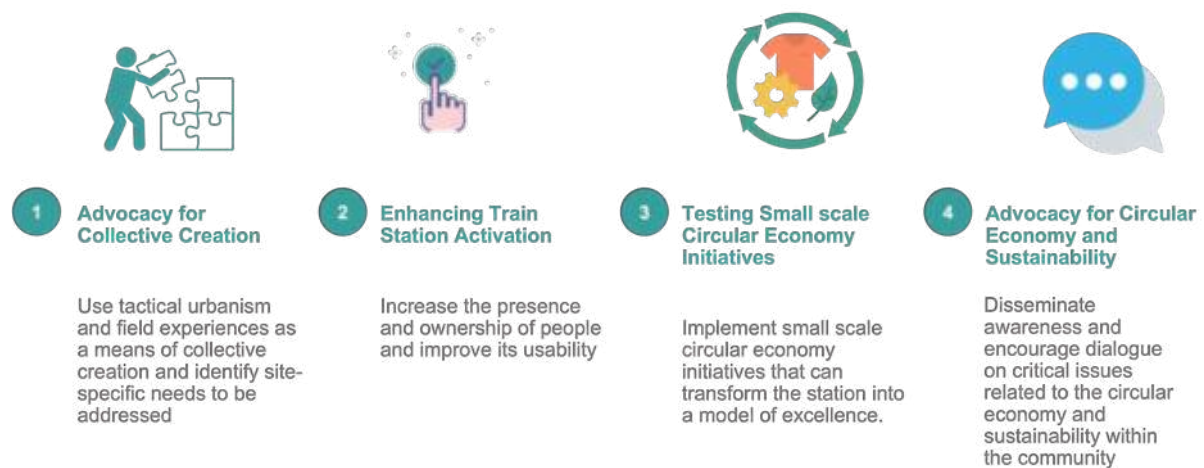 1
Advocacy for
Collective Creation
Use tactical urbanism
and field experiences as
a means of collective
creation and identify site-
specific needs to be
addressed
2
Enhancing Train
Station Activation
Increase the presence
and ownership of people
and improve its usability
3
Testing Small scale
Circular Economy
Initiatives
Implement small scale
circular economy
initiatives that can
transform the station into
a model of excellence.
4
Advocacy for Circular
Economy and
Sustainability
Disseminate
awareness and
encourage dialogue
on critical issues
related to the circular
economy and
sustainability within
the community